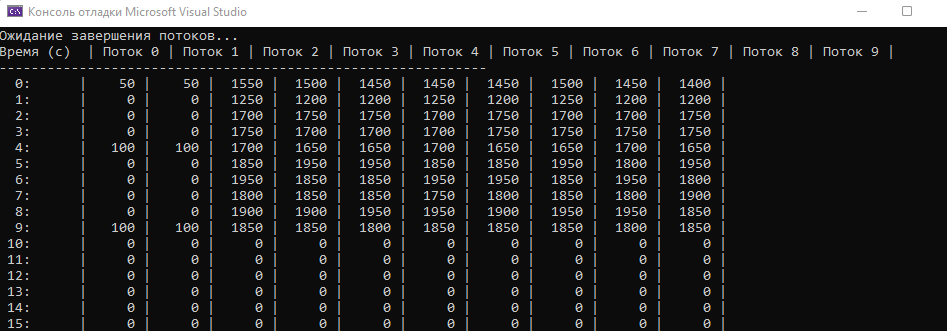 Консоль отладки Microsoft Visual Studio
Ожидание завершения потоков...
Время (с)  | Поток 0 | Поток 1 | Поток 2 | Поток 3 | Поток 4 | Поток 5 | Поток 6 | Поток 7 | Поток 8 | Поток 9 |
-------------------------------------------------------------
  0:      |    50 |    50 |  1550 |  1500 |  1450 |  1450 |  1450 |  1500 |  1450 |  1400 |
  1:      |     0 |     0 |  1250 |  1200 |  1200 |  1250 |  1200 |  1250 |  1200 |  1200 |
  2:      |     0 |     0 |  1700 |  1750 |  1700 |  1750 |  1750 |  1700 |  1700 |  1750 |
  3:      |     0 |     0 |  1750 |  1700 |  1700 |  1700 |  1750 |  1750 |  1750 |  1750 |
  4:      |   100 |   100 |  1700 |  1650 |  1650 |  1700 |  1650 |  1650 |  1700 |  1650 |
  5:      |     0 |     0 |  1850 |  1950 |  1950 |  1850 |  1850 |  1950 |  1800 |  1950 |
  6:      |     0 |     0 |  1950 |  1850 |  1850 |  1950 |  1950 |  1850 |  1950 |  1800 |
  7:      |     0 |     0 |  1800 |  1850 |  1850 |  1750 |  1800 |  1850 |  1800 |  1900 |
  8:      |     0 |     0 |  1900 |  1900 |  1950 |  1950 |  1900 |  1950 |  1950 |  1850 |
  9:      |   100 |   100 |  1850 |  1850 |  1800 |  1850 |  1850 |  1850 |  1800 |  1850 |
 10:      |     0 |     0 |     0 |     0 |     0 |     0 |     0 |     0 |     0 |     0 |
 11:      |     0 |     0 |     0 |     0 |     0 |     0 |     0 |     0 |     0 |     0 |
 12:      |     0 |     0 |     0 |     0 |     0 |     0 |     0 |     0 |     0 |     0 |
 13:      |     0 |     0 |     0 |     0 |     0 |     0 |     0 |     0 |     0 |     0 |
 14:      |     0 |     0 |     0 |     0 |     0 |     0 |     0 |     0 |     0 |     0 |
 15:      |     0 |     0 |     0 |     0 |     0 |     0 |     0 |     0 |     0 |     0 |